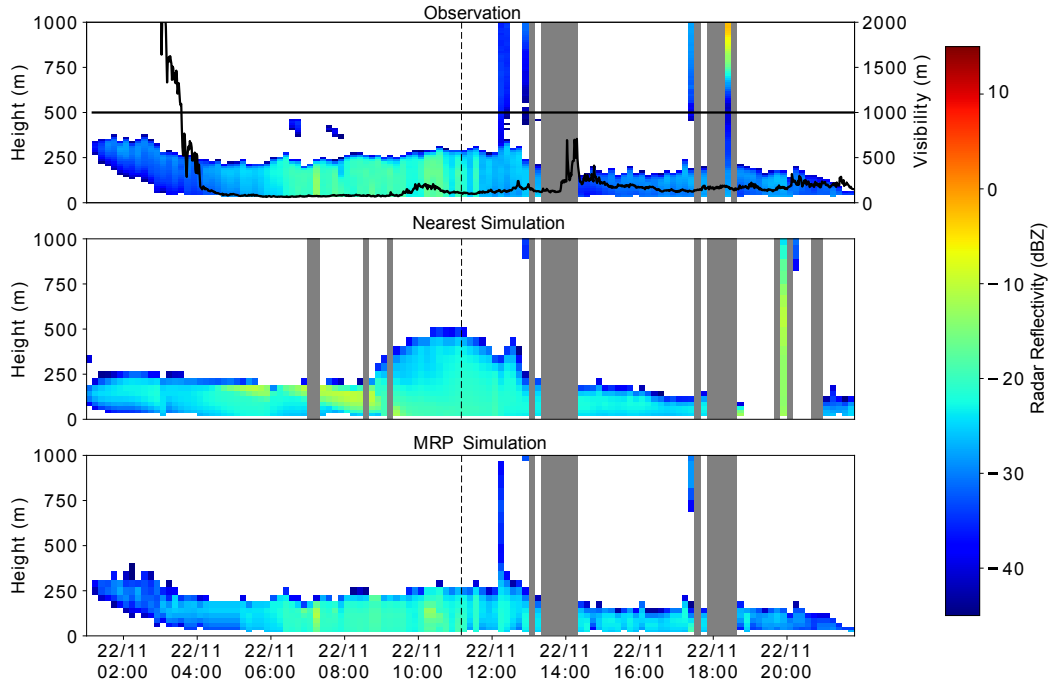 Observation
1000
750
500
250
0
Height (m)
2000
1500
1000
500
0
Visibility (m)
Nearest Simulation
1000
750
500
250
0
Height (m)
MRP Simulation
1000
750
500
250
0
Height (m)
22/11 22/11 22/11 22/11 22/11 22/11 22/11 22/11 22/11 22/11
02:00 04:00 06:00 08:00 10:00 12:00 14:00 16:00 18:00 20:00
10
0
−10
−20
−30
−40
Radar Reflectivity (dBZ)